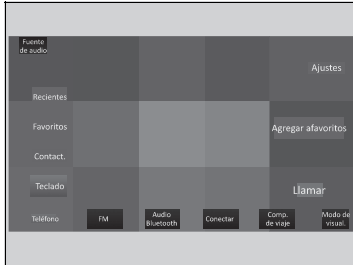 Fuente
de audio
Ajustes
Recientes
Favoritos
Agregar afavoritos
Contact.
Teclado
Llamar
Teléfono
FM
Audio
Bluetooth
Conectar
Comp.
de viaje
Modo de
visual.